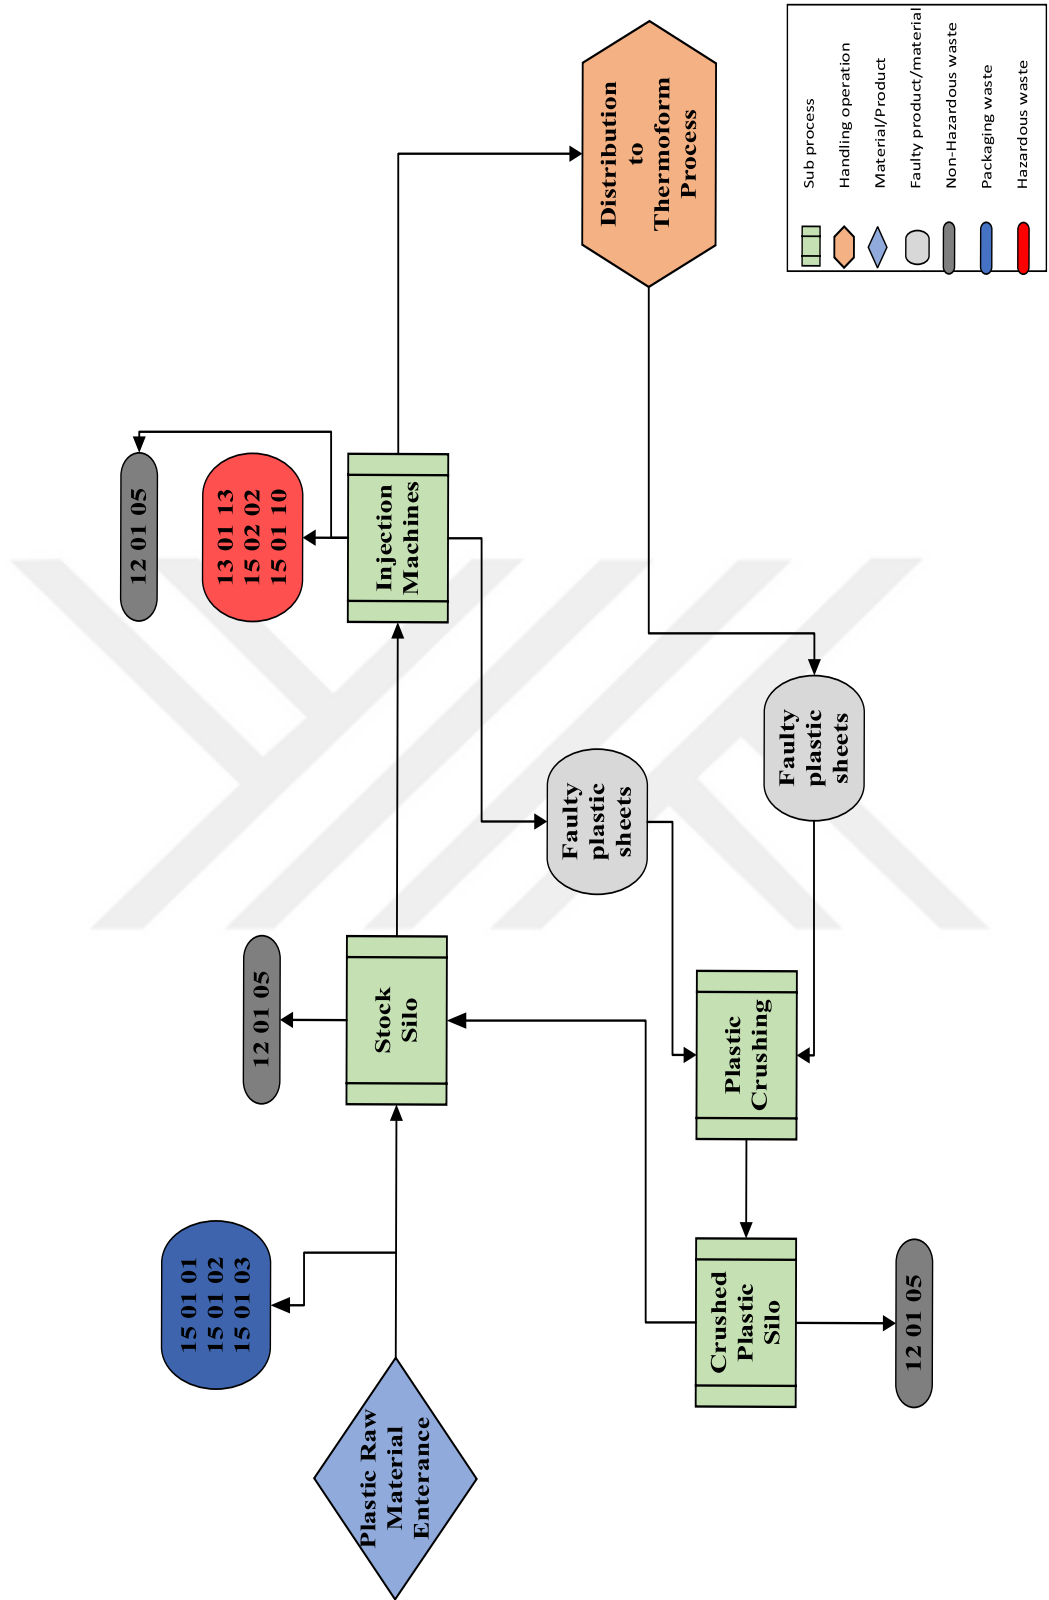 Plastic Raw
Material
Enterance
15 01 01
15 01 02
15 01 03
12 01 05
Stock
Silo
12 01 05
13 01 13
15 02 02
15 01 10
Injection
Machines
Distribution
to
Thermoform
Process
Faulty
plastic
sheets
Faulty
plastic
sheets
Plastic
Crushing
Crushed
Plastic
Silo
12 01 05
Sub process
Handling operation
Material/Product
Faulty product/material
Non-Hazardous waste
Packaging waste
Hazardous waste